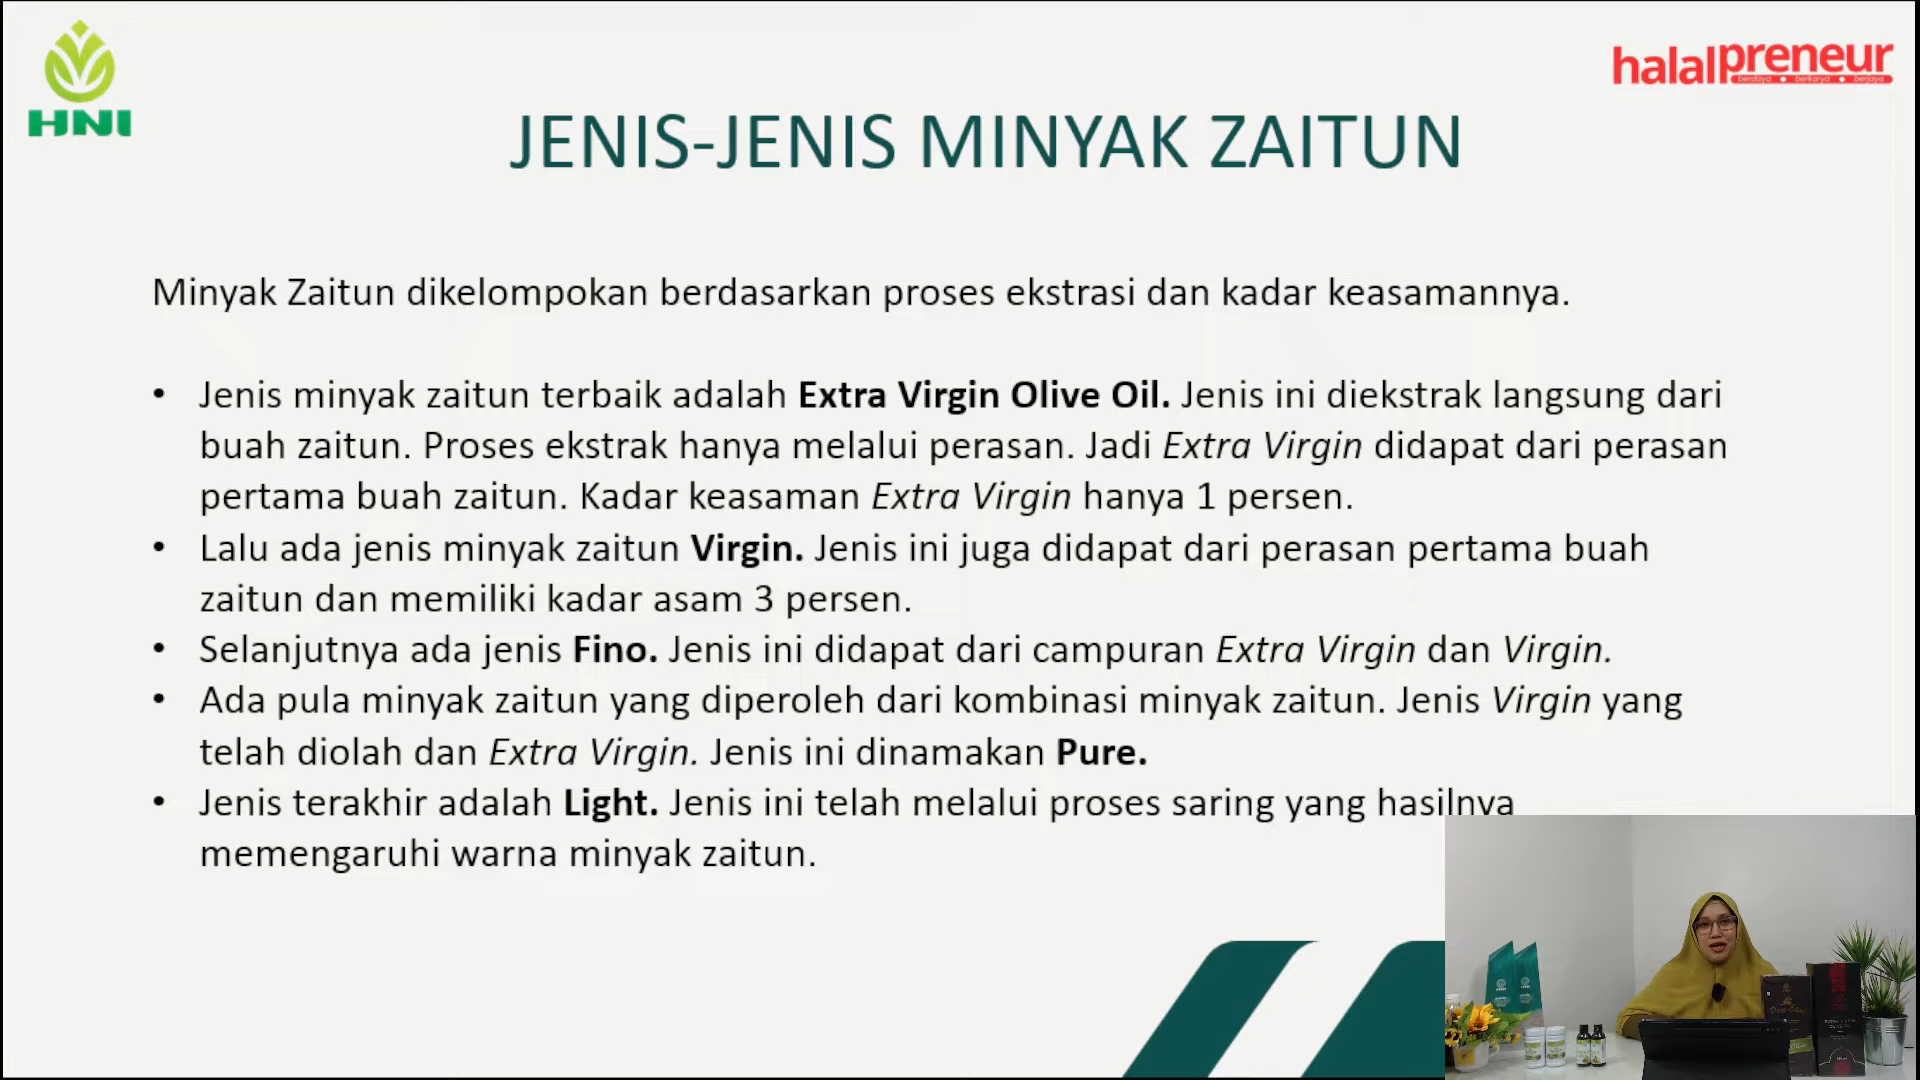 HNI
halalpreneur
berdaya • berkarya • berjaya
JENIS-JENIS MINYAK ZAITUN
Minyak Zaitun dikelompokan berdasarkan proses ekstrasi dan kadar keasamannya.
• Jenis minyak zaitun terbaik adalah Extra Virgin Olive Oil. Jenis ini diekstrak langsung dari
buah zaitun. Proses ekstrak hanya melalui perasan. Jadi Extra Virgin didapat dari perasan
pertama buah zaitun. Kadar keasaman Extra Virgin hanya 1 persen.
• Lalu ada jenis minyak zaitun Virgin. Jenis ini juga didapat dari perasan pertama buah
zaitun dan memiliki kadar asam 3 persen.
• Selanjutnya ada jenis Fino. Jenis ini didapat dari campuran Extra Virgin dan Virgin.
• Ada pula minyak zaitun yang diperoleh dari kombinasi minyak zaitun. Jenis Virgin yang
telah diolah dan Extra Virgin. Jenis ini dinamakan Pure.
• Jenis terakhir adalah Light. Jenis ini telah melalui proses saring yang hasilnya
memengaruhi warna minyak zaitun.